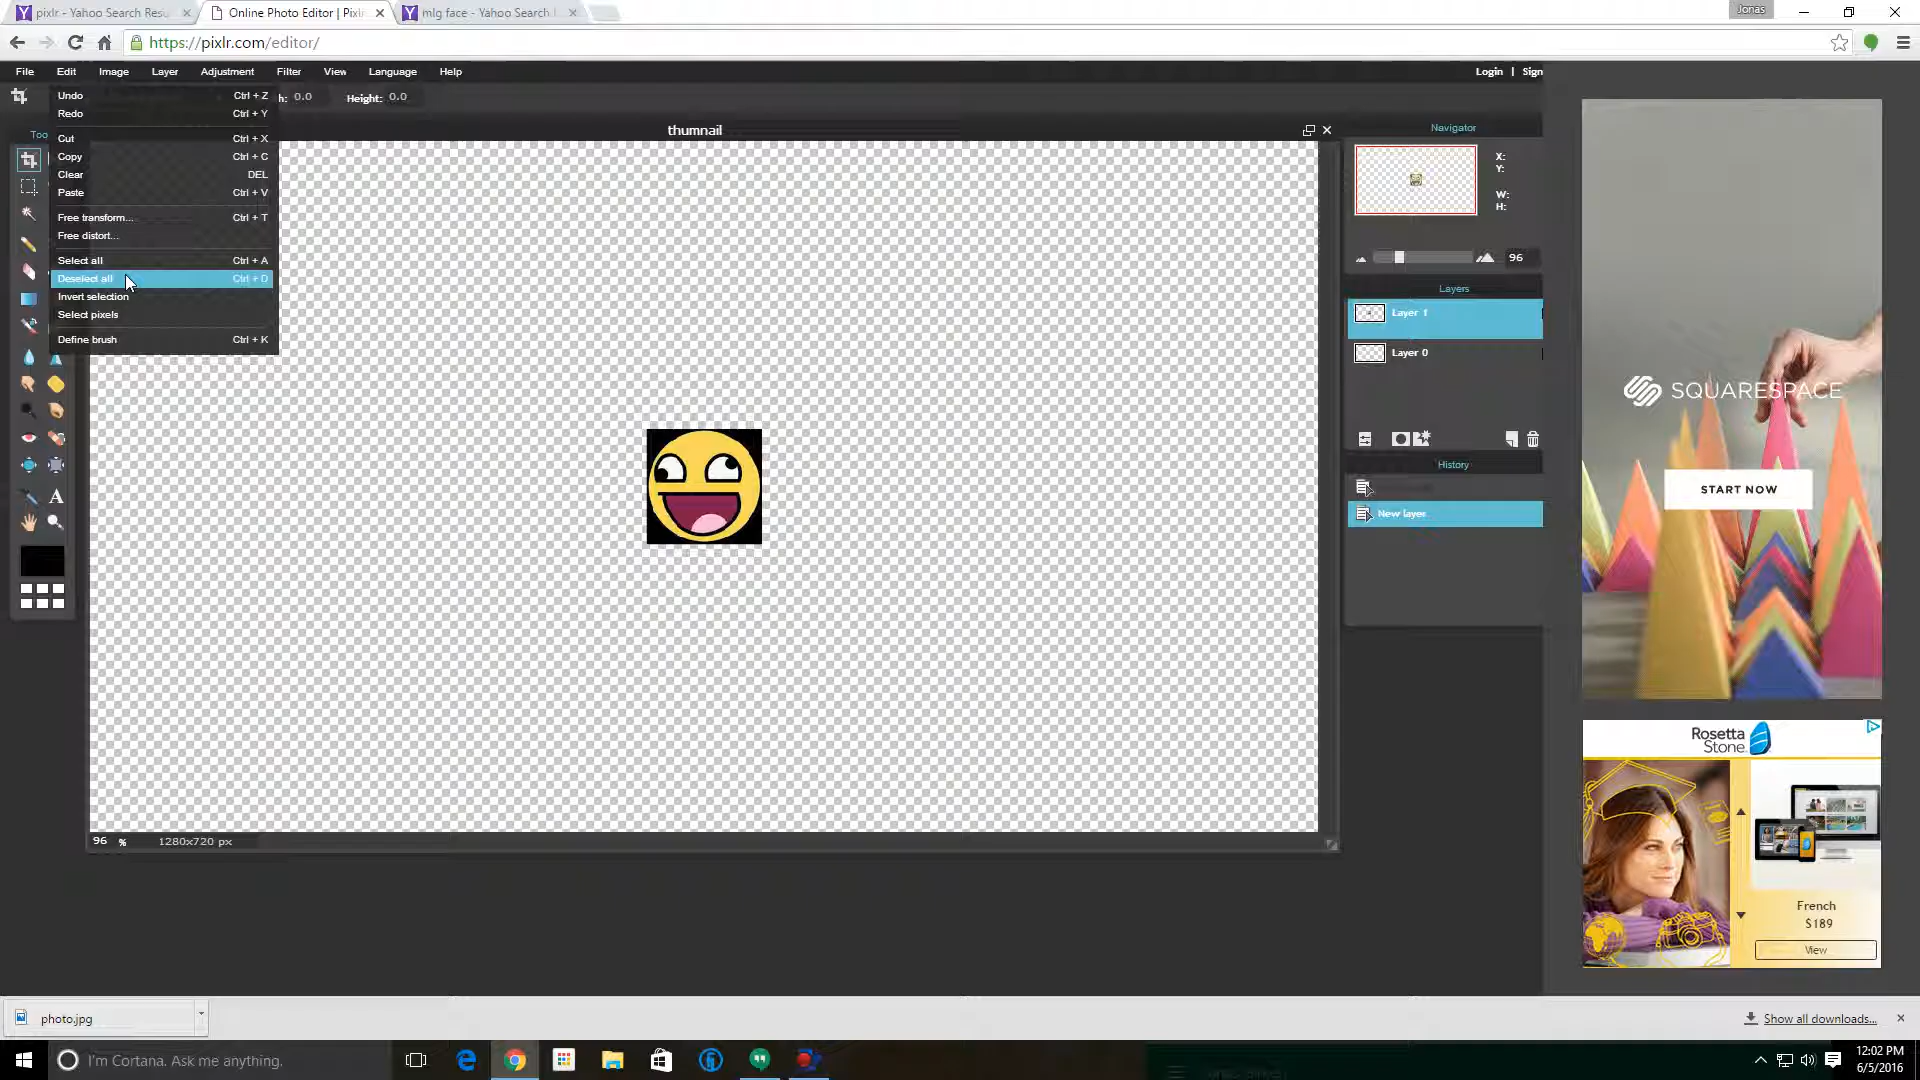 pixlr - Yahoo Search Resu
Online Photo Editor | Pixlr
mlg face - Yahoo Search
Jonas
https://pixlr.com/editor/
File Edit Image Layer Adjustment Filter View Language Help
Login | Sign
0.0 Height: 0.0
Undo Ctrl + Z
Redo Ctrl + Y
Cut Ctrl + X
Copy Ctrl + C
Clear DEL
Paste Ctrl + V
Free transform... Ctrl + T
Free distort...
Select all Ctrl + A
Deselect all Ctrl + D
Invert selection
Select pixels
Define brush Ctrl + K
Too
A
thumnail
96 % 1280x720 px
Navigator
X:
Y:
W:
H:
96
Layers
Layer 1
Layer 0
History
New layer
SQUARESPACE
START NOW
Rosetta
Stone
French
$189
View
photo.jpg
Show all downloads...
I'm Cortana. Ask me anything.
12:02 PM
6/5/2016